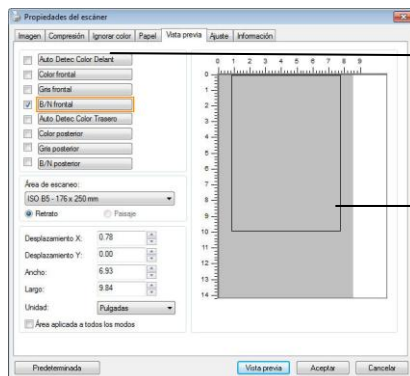 Propiedades del escáner
Imagen Compresión Ignorar color Papel Vista previa Ajuste Información
Auto Detec Color Delant
Color frontal
Gris frontal
B/N frontal
Auto Detec Color Trasero
Color posterior
Gris posterior
B/N posterior
Área de escaneo:
ISO B5 - 176 x 250 mm
Retrato Paisaje
Desplazamiento X: 0.78
Desplazamiento Y: 0.00
Ancho: 6.93
Largo: 9.84
Unidad: Pulgadas
Área aplicada a todos los modos
0 1 2 3 4 5 6 7 8 9
0
1
2
3
4
5
6
7
8
9
10
11
12
13
14
Predeterminada Vista previa Aceptar Cancelar